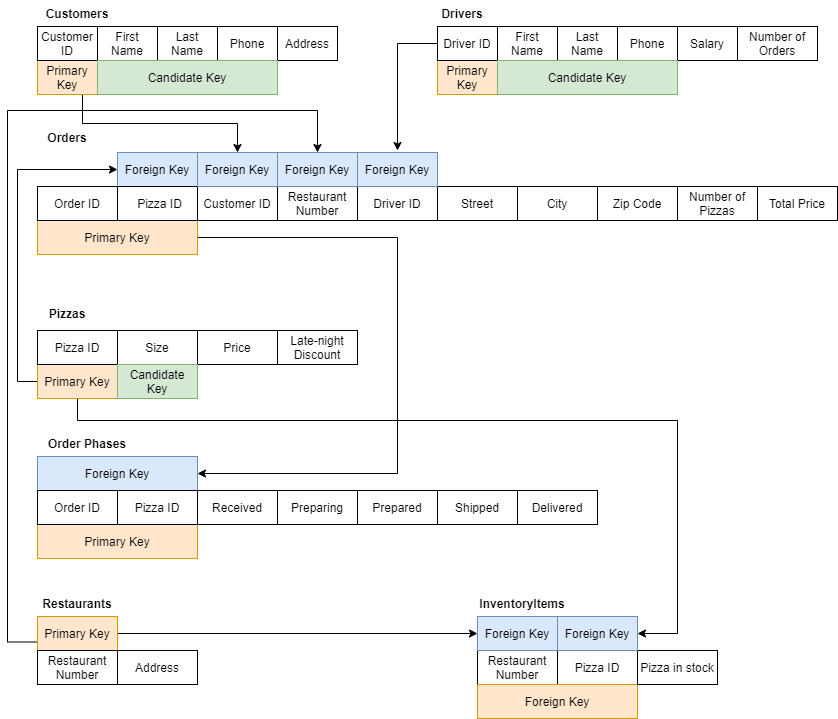 Customers
Customer ID
First Name
Last Name
Phone
Address
Primary Key
Candidate Key
Drivers
Driver ID
First Name
Last Name
Phone
Salary
Number of Orders
Primary Key
Candidate Key
Orders
Foreign Key
Foreign Key
Foreign Key
Foreign Key
Order ID
Pizza ID
Customer ID
Restaurant Number
Driver ID
Street
City
Zip Code
Number of Pizzas
Total Price
Primary Key
Pizzas
Pizza ID
Size
Price
Late-night Discount
Primary Key
Candidate Key
Order Phases
Foreign Key
Order ID
Pizza ID
Received
Preparing
Prepared
Shipped
Delivered
Primary Key
Restaurants
Primary Key
Restaurant Number
Address
InventoryItems
Foreign Key
Foreign Key
Restaurant Number
Pizza ID
Pizza in stock
Foreign Key